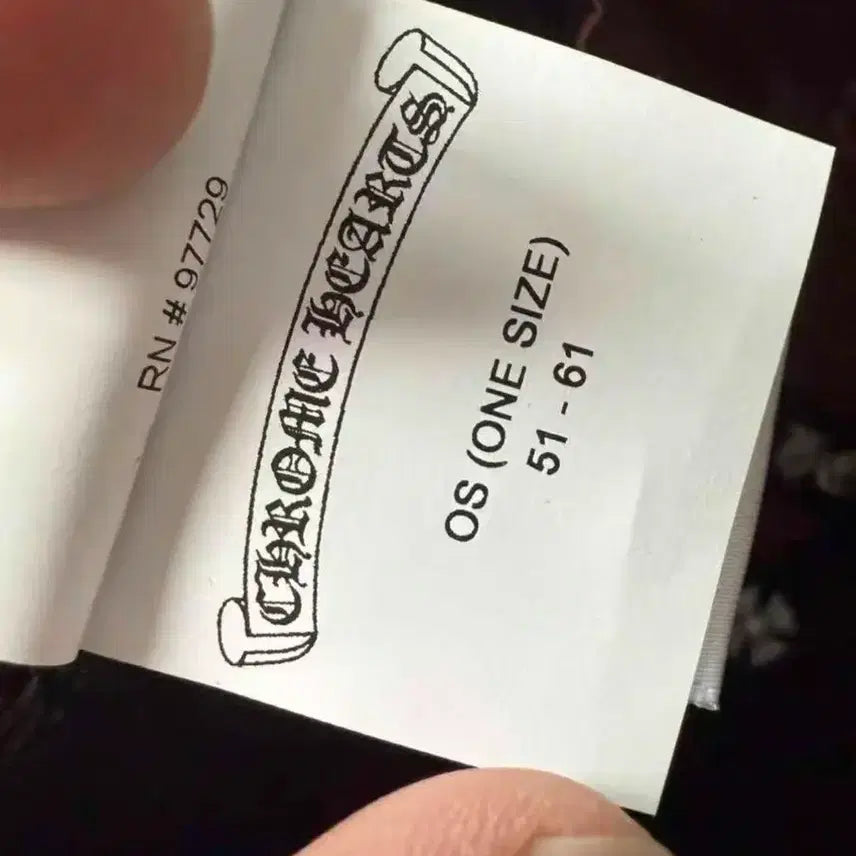 RN # 97729
CHROME HEARTS
OS (ONE SIZE)
51 - 61